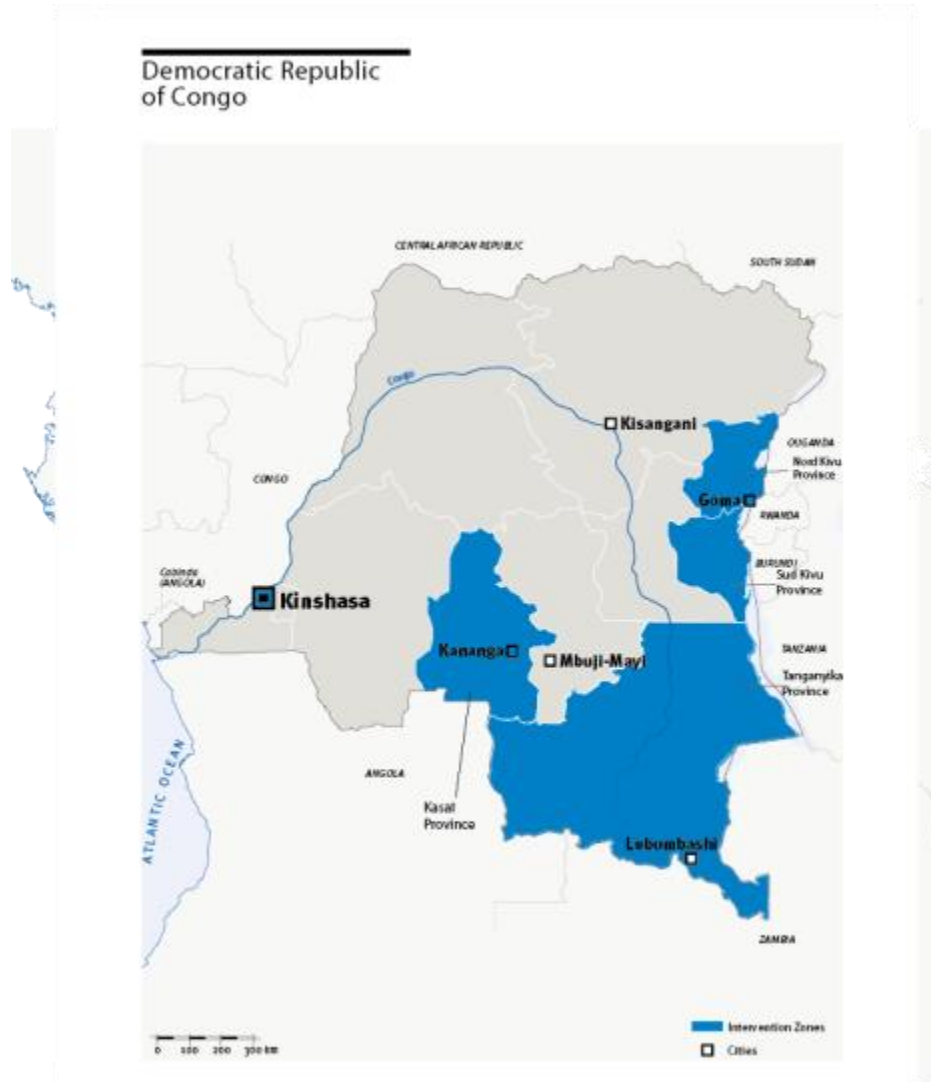 Democratic Republic
of Congo
CENTRAL AFRICAN REPUBLIC
SOUTH SUDAN
Congo
Kisangani
OUGANDA
Nord Kivu
Province
CONGO
Goma
RWANDA
BURUNDI
Cabinda
(ANGOLA)
Sud Kivu
Province
Kinshasa
Kananga
Mbuji-Mayi
TANZANIA
Tanganyika
Province
ANGOLA
ATLANTIC OCEAN
Kasaï
Province
Lubumbashi
ZAMBIA
Intervention Zones
0 100 200 300 km
Cities